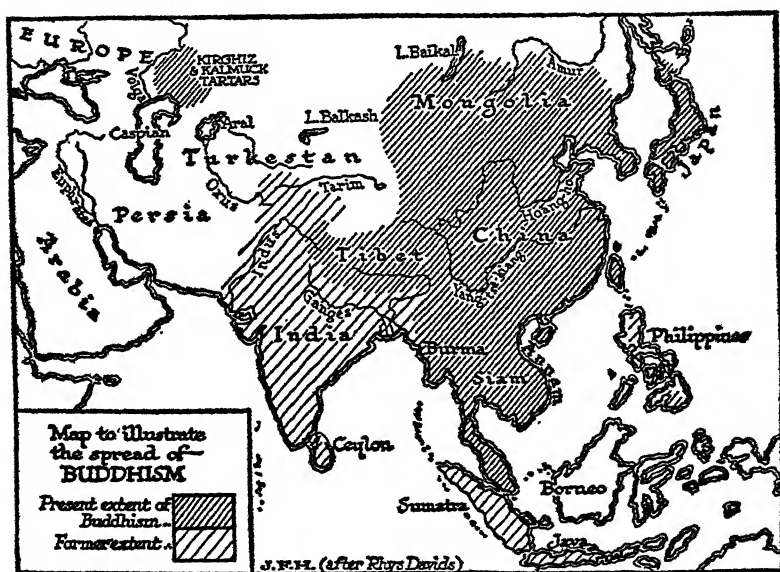 EUROPE
KIRGHIZ
& KALMUCK
TARTARS
Volga
L.Baikal
Amur
Mongolia
Caspian
Aral
L.Balkash
Turkestan
Oxus
Tarim
Japan
Euphrates
Persia
Arabia
Indus
Tibet
China
Hoangho
Yang-tse-kiang
Ganges
India
Burma
Siam
Annam
Philippines
Ceylon
Sumatra
Borneo
Java
Map to illustrate
the spread of—
BUDDHISM
Present extent of
Buddhism..
Former extent.
J.F.H. (after Rhys Davids)